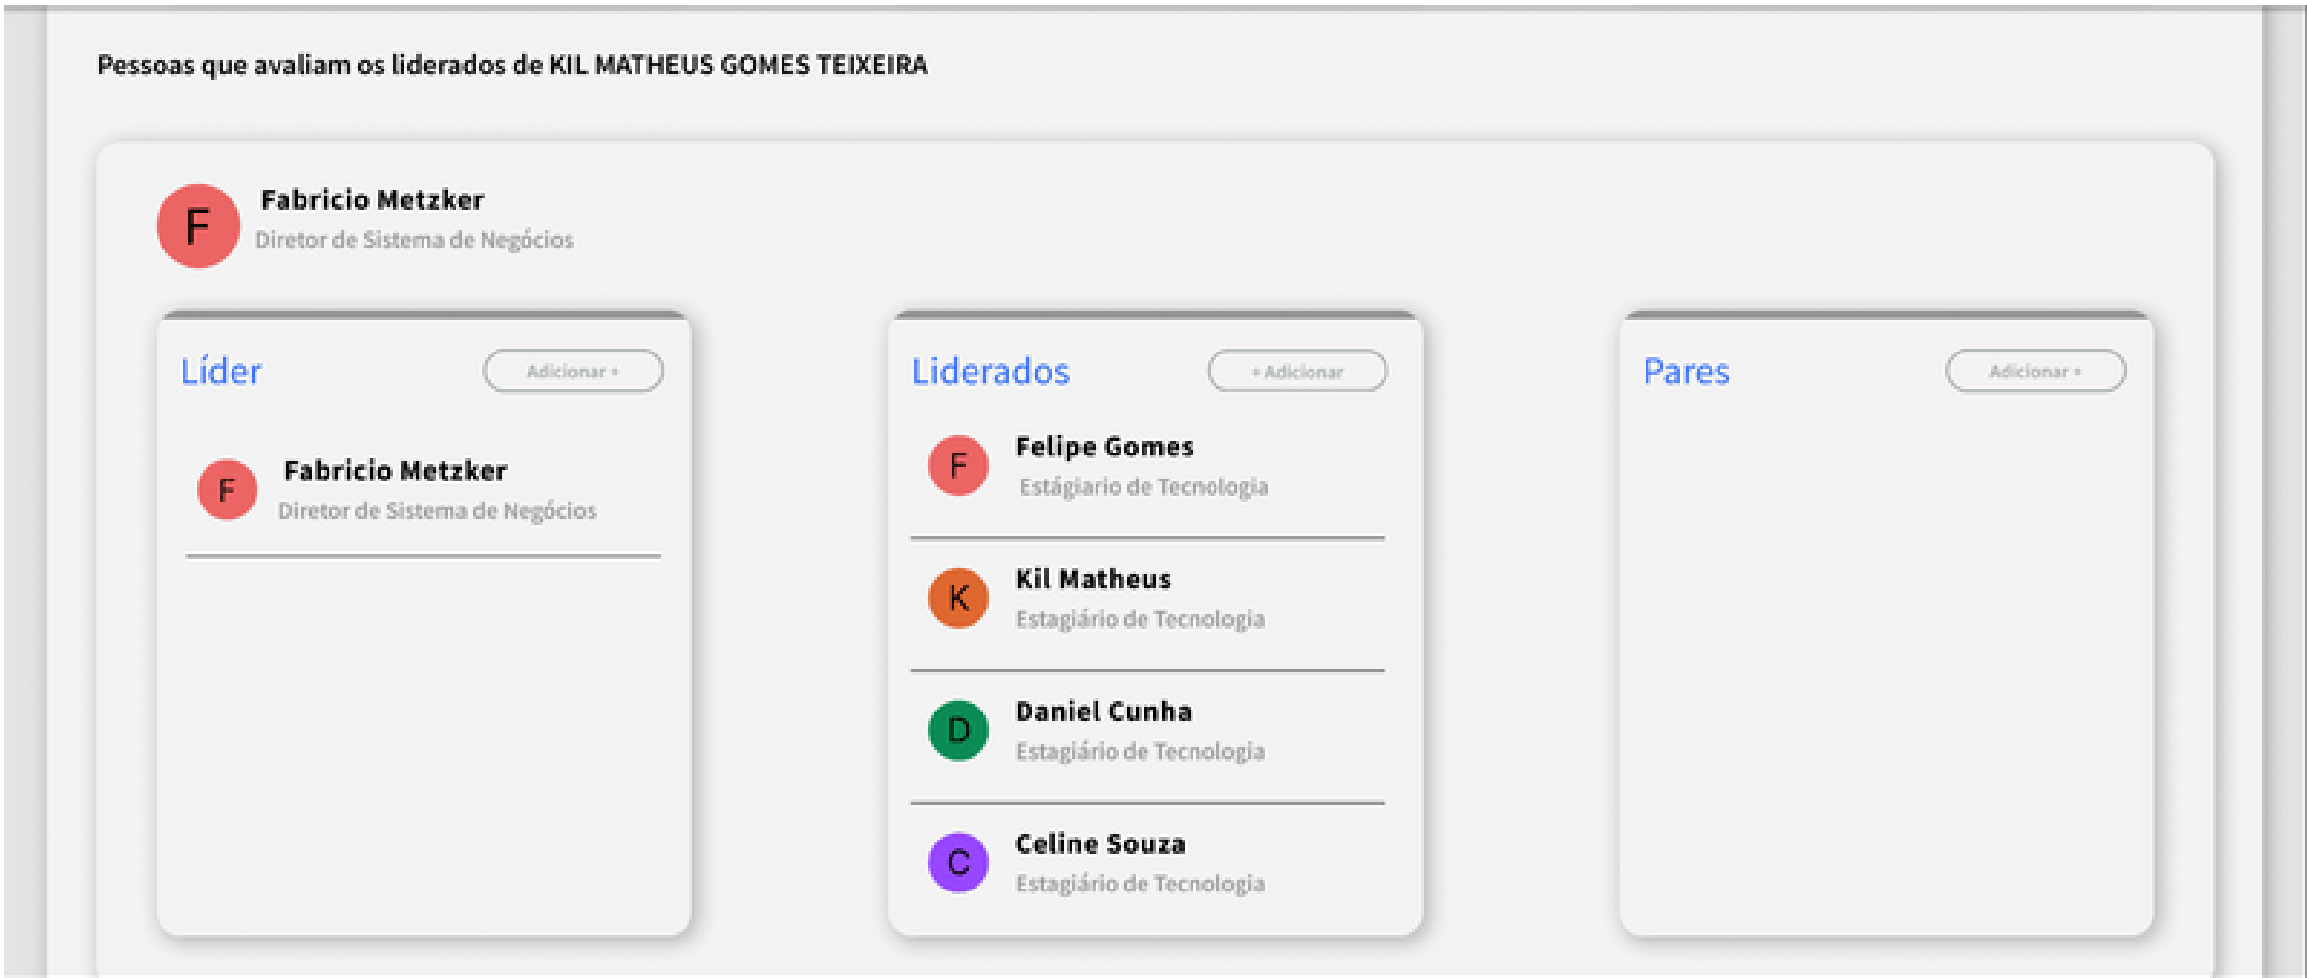 Pessoas que avaliam os liderados de KIL MATHEUS GOMES TEIXEIRA
F
Fabricio Metzker
Diretor de Sistema de Negócios
Líder
Adicionar +
F
Fabricio Metzker
Diretor de Sistema de Negócios
Liderados
+ Adicionar
F
Felipe Gomes
Estágiario de Tecnologia
K
Kil Matheus
Estagiário de Tecnologia
D
Daniel Cunha
Estagiário de Tecnologia
C
Celine Souza
Estagiário de Tecnologia
Pares
Adicionar +